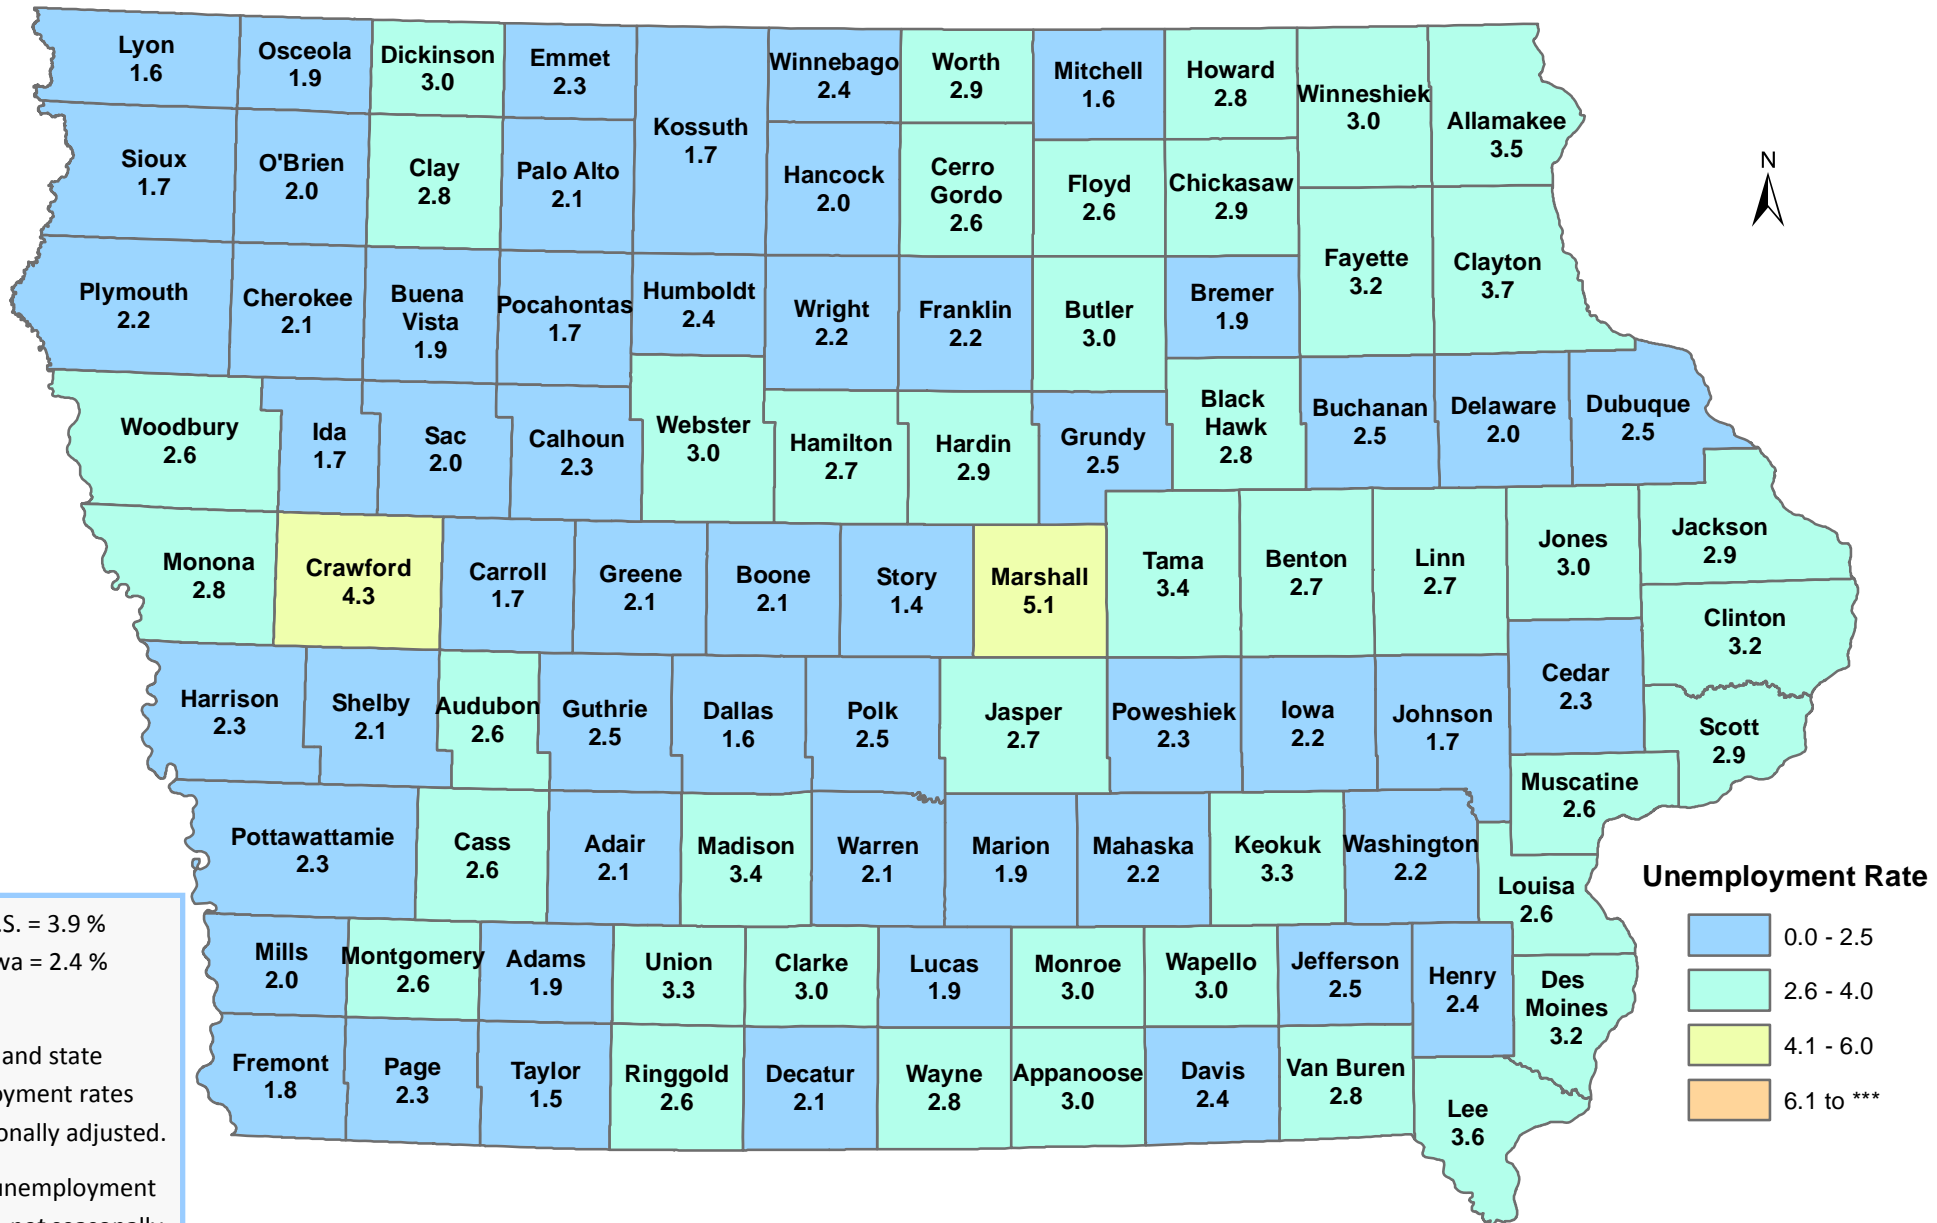 Lyon
1.6
Osceola
1.9
Dickinson
3.0
Emmet
2.3
Kossuth
1.7
Winnebago
2.4
Worth
2.9
Mitchell
1.6
Howard
2.8
Winneshiek
3.0
Allamakee
3.5
N
Sioux
1.7
O'Brien
2.0
Clay
2.8
Palo Alto
2.1
Hancock
2.0
Cerro
Gordo
2.6
Floyd
2.6
Chickasaw
2.9
Plymouth
2.2
Cherokee
2.1
Buena
Vista
1.9
Pocahontas
1.7
Humboldt
2.4
Wright
2.2
Franklin
2.2
Butler
3.0
Bremer
1.9
Fayette
3.2
Clayton
3.7
Woodbury
2.6
Ida
1.7
Sac
2.0
Calhoun
2.3
Webster
3.0
Hamilton
2.7
Hardin
2.9
Grundy
2.5
Black
Hawk
2.8
Buchanan
2.5
Delaware
2.0
Dubuque
2.5
Monona
2.8
Crawford
4.3
Carroll
1.7
Greene
2.1
Boone
2.1
Story
1.4
Marshall
5.1
Tama
3.4
Benton
2.7
Linn
2.7
Jones
3.0
Jackson
2.9
Clinton
3.2
Harrison
2.3
Shelby
2.1
Audubon
2.6
Guthrie
2.5
Dallas
1.6
Polk
2.5
Jasper
2.7
Poweshiek
2.3
Iowa
2.2
Johnson
1.7
Cedar
2.3
Scott
2.9
Muscatine
2.6
Pottawattamie
2.3
Cass
2.6
Adair
2.1
Madison
3.4
Warren
2.1
Marion
1.9
Mahaska
2.2
Keokuk
3.3
Washington
2.2
Louisa
2.6
Mills
2.0
Montgomery
2.6
Adams
1.9
Union
3.3
Clarke
3.0
Lucas
1.9
Monroe
3.0
Wapello
3.0
Jefferson
2.5
Henry
2.4
Des
Moines
3.2
Fremont
1.8
Page
2.3
Taylor
1.5
Ringgold
2.6
Decatur
2.1
Wayne
2.8
Appanoose
3.0
Davis
2.4
Van Buren
2.8
Lee
3.6
Unemployment Rate
0.0 - 2.5
2.6 - 4.0
4.1 - 6.0
6.1 to ***
.S. = 3.9 %
wa = 2.4 %
and state
oyment rates
onally adjusted.
unemployment
not seasonally